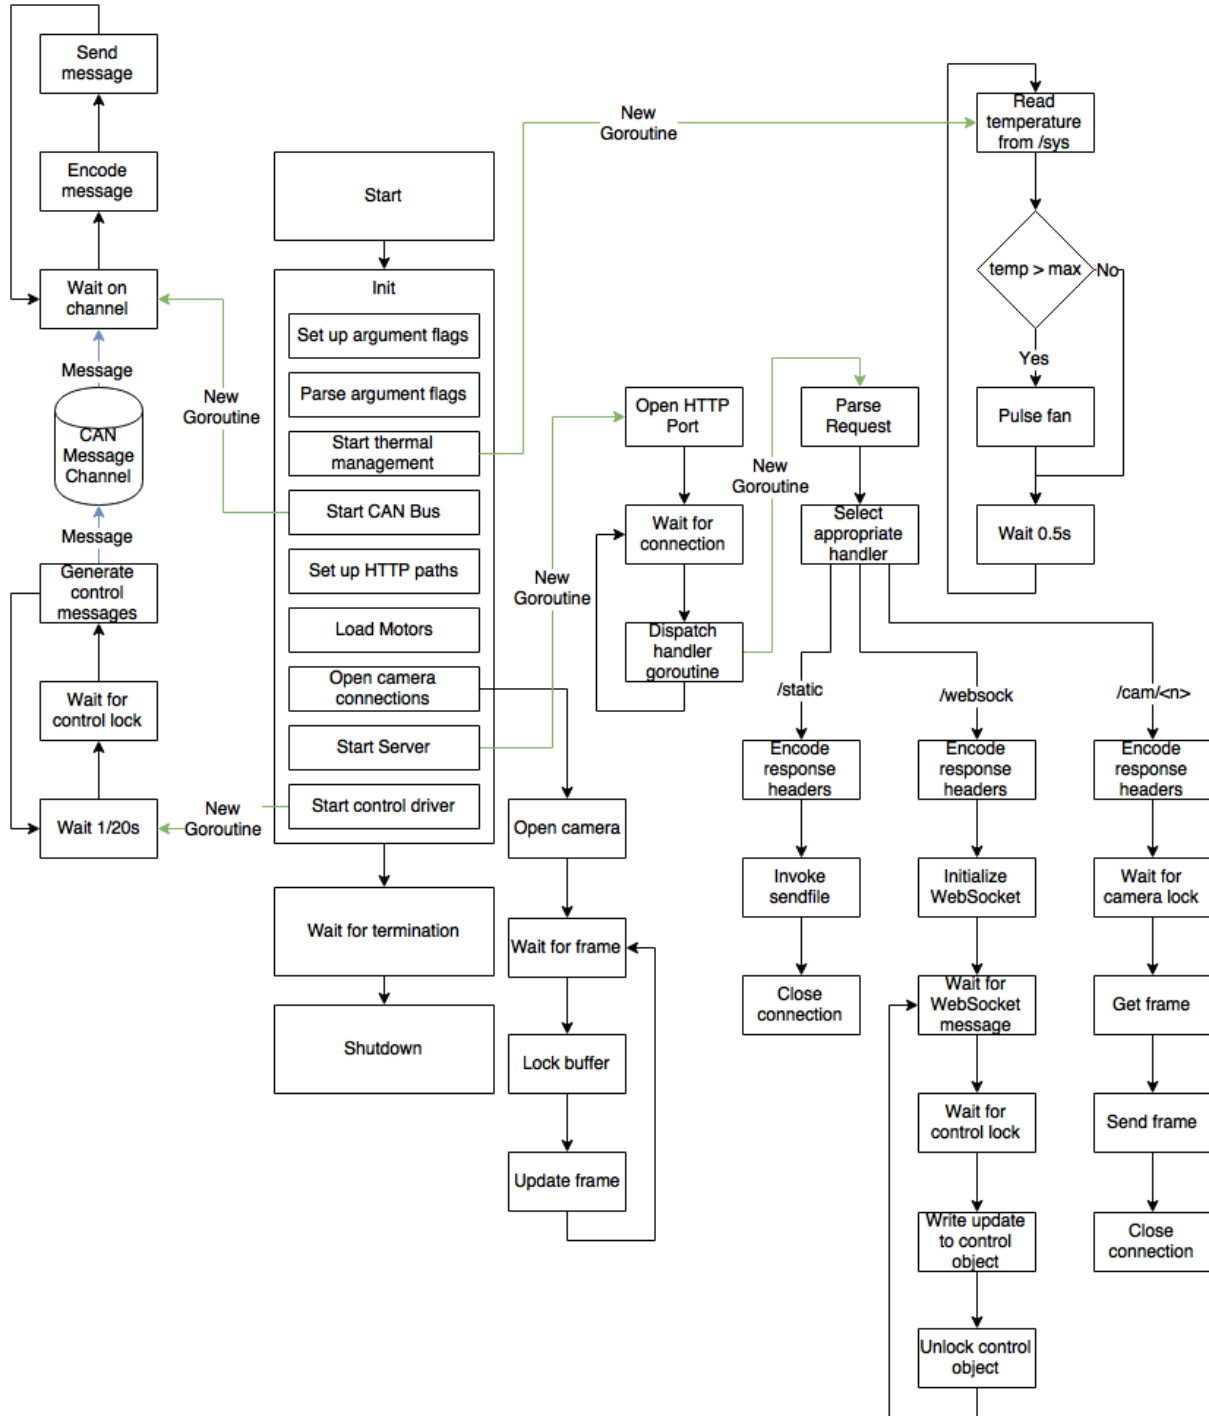 Send
message
Encode
message
Wait on
channel
Message
CAN
Message
Channel
Message
Generate
control
messages
Wait for
control lock
Wait 1/20s
New
Goroutine
New
Goroutine
Start
Init
Set up argument flags
Parse argument flags
Start thermal
management
Start CAN Bus
Set up HTTP paths
Load Motors
Open camera
connections
Start Server
Start control driver
Wait for termination
Shutdown
New
Goroutine
New
Goroutine
Open camera
Wait for frame
Lock buffer
Update frame
Open HTTP
Port
Wait for
connection
Dispatch
handler
goroutine
New
Goroutine
Parse
Request
Select
appropriate
handler
/static
Encode
response
headers
Invoke
sendfile
Close
connection
/websock
Encode
response
headers
Initialize
WebSocket
Wait for
WebSocket
message
Wait for
control lock
Write update
to control
object
Unlock control
object
/cam/<n>
Encode
response
headers
Wait for
camera lock
Get frame
Send frame
Close
connection
Read
temperature
from /sys
temp > max
No
Yes
Pulse fan
Wait 0.5s